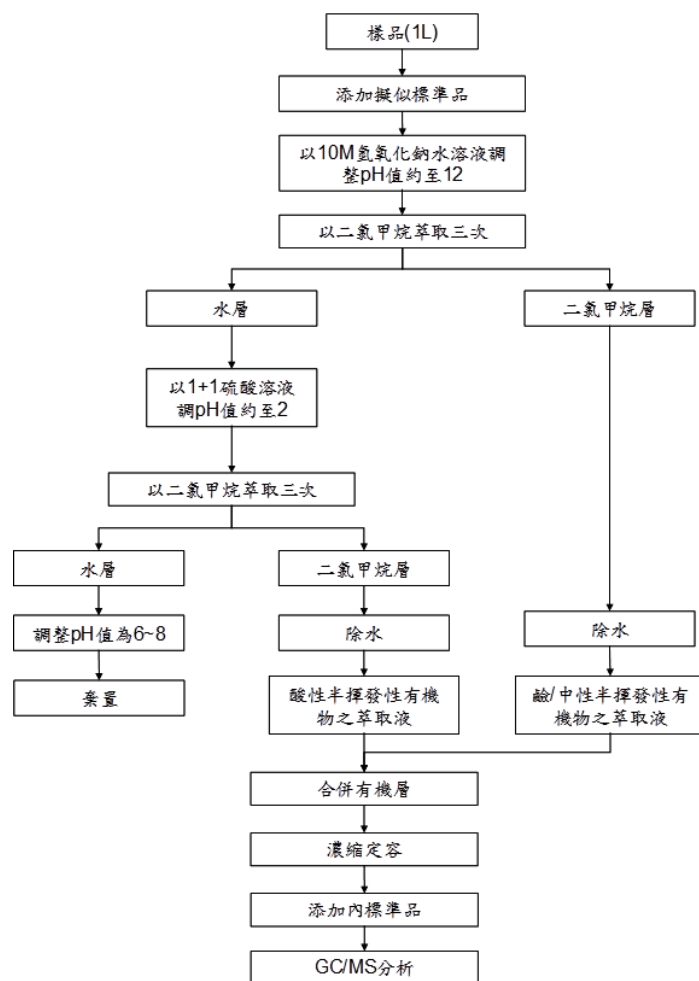 樣品(1L)
添加擬似標準品
以10M氫氧化鈉水溶液調
整pH值約至12
以二氯甲烷萃取三次
水層
二氯甲烷層
以1+1硫酸溶液
調pH值約至2
以二氯甲烷萃取三次
水層
二氯甲烷層
調整pH值為6~8
除水
除水
棄置
酸性半揮發性有機
物之萃取液
鹼/中性半揮發性有
機物之萃取液
合併有機層
濃縮定容
添加內標準品
GC/MS分析